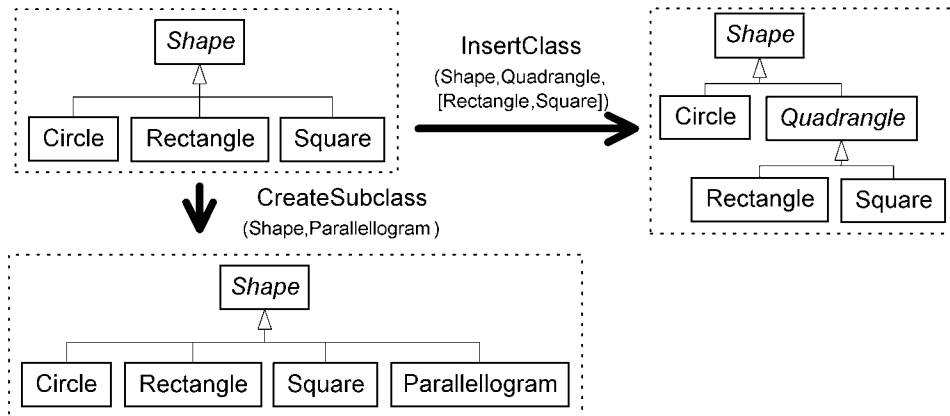 Shape
Circle
Rectangle
Square
InsertClass
(Shape,Quadrangle,
[Rectangle,Square])
Shape
Circle
Quadrangle
Rectangle
Square
CreateSubclass
(Shape,Parallellogram)
Shape
Circle
Rectangle
Square
Parallellogram